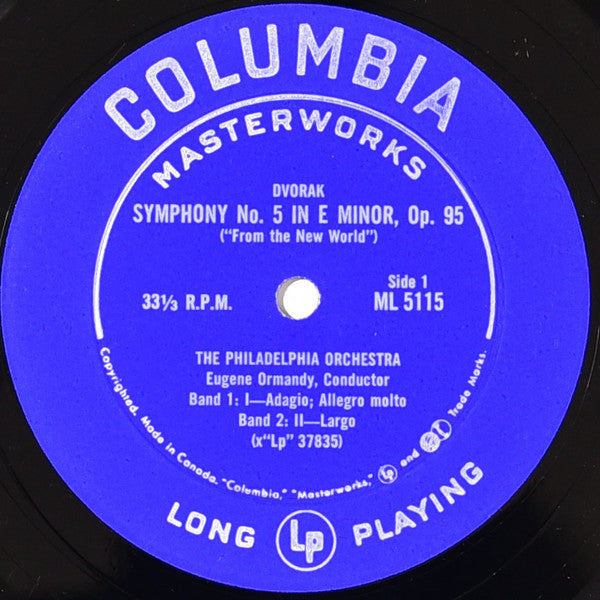 COLUMBIA
MASTERWORKS
DVORAK
SYMPHONY No. 5 IN E MINOR, Op. 95
("From the New World")
33⅓ R.P.M.
Side 1
ML 5115
THE PHILADELPHIA ORCHESTRA
Eugene Ormandy, Conductor
Band 1: I—Adagio; Allegro molto
Band 2: II—Largo
(x"Lp" 37835)
Copyrighted. Made in Canada. "Columbia," "Masterworks," Lp and Trade Marks.
LONG Lp PLAYING